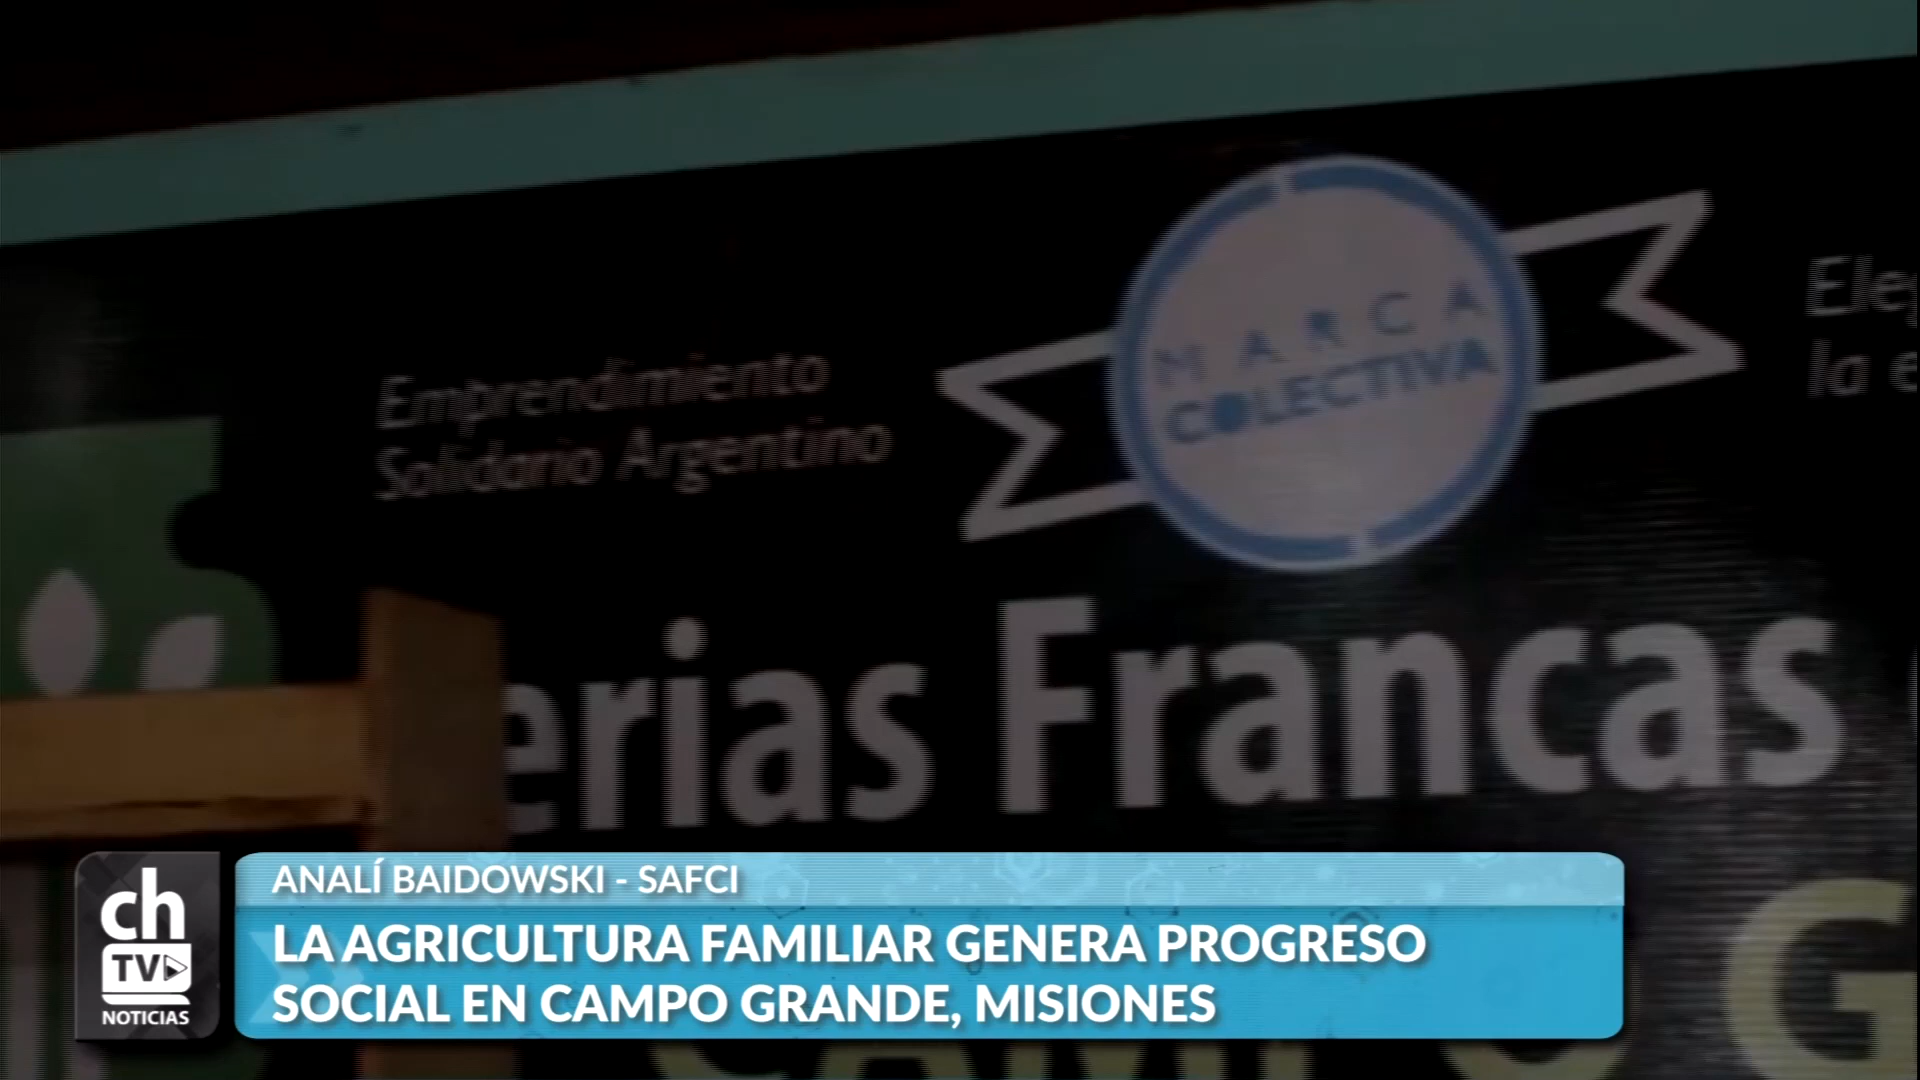 Emprendimiento
Solidario Argentino
MARCA
COLECTIVA
la
erias Francas
ch
TV
NOTICIAS
ANALÍ BAIDOWSKI - SAFCI
LA AGRICULTURA FAMILIAR GENERA PROGRESO
SOCIAL EN CAMPO GRANDE, MISIONES